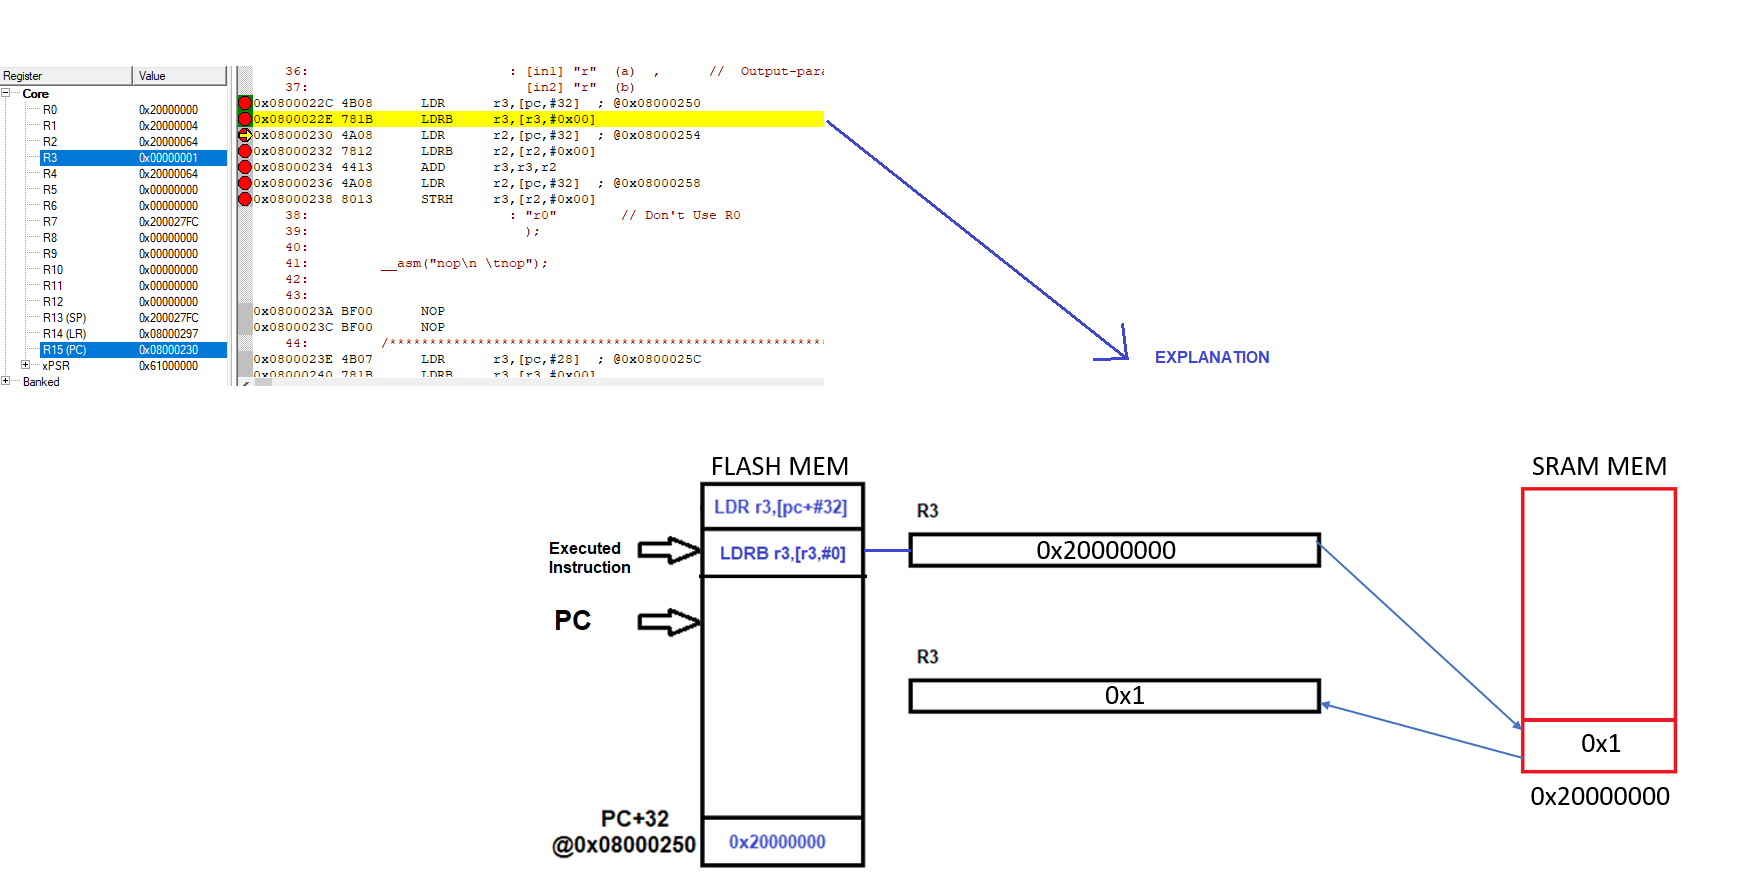 Register Value
Core
R0 0x20000000
R1 0x20000004
R2 0x20000064
R3 0x00000001
R4 0x20000064
R5 0x00000000
R6 0x00000000
R7 0x200027FC
R8 0x00000000
R9 0x00000000
R10 0x00000000
R11 0x00000000
R12 0x00000000
R13 (SP) 0x200027FC
R14 (LR) 0x08000297
R15 (PC) 0x08000230
xPSR 0x61000000
Banked
36: : [in1] "r" (a) , // Output-para
37: [in2] "r" (b)
0x0800022C 4B08 LDR r3,[pc,#32] ; @0x08000250
0x0800022E 781B LDRB r3,[r3,#0x00]
0x08000230 4A08 LDR r2,[pc,#32] ; @0x08000254
0x08000232 7812 LDRB r2,[r2,#0x00]
0x08000234 4413 ADD r3,r3,r2
0x08000236 4A08 LDR r2,[pc,#32] ; @0x08000258
0x08000238 8013 STRH r3,[r2,#0x00]
38: : "r0" // Don't Use R0
39: );
40:
41: __asm("nop\n \tnop");
42:
43:
0x0800023A BF00 NOP
0x0800023C BF00 NOP
44: /******************************************************
0x0800023E 4B07 LDR r3,[pc,#28] ; @0x0800025C
0x08000240 781B LDRB r3,[r3,#0x00]
EXPLANATION
FLASH MEM
SRAM MEM
LDR r3,[pc+#32]
R3
Executed
Instruction
LDRB r3,[r3,#0]
0x20000000
PC
R3
0x1
0x1
0x20000000
PC+32
@0x08000250
0x20000000